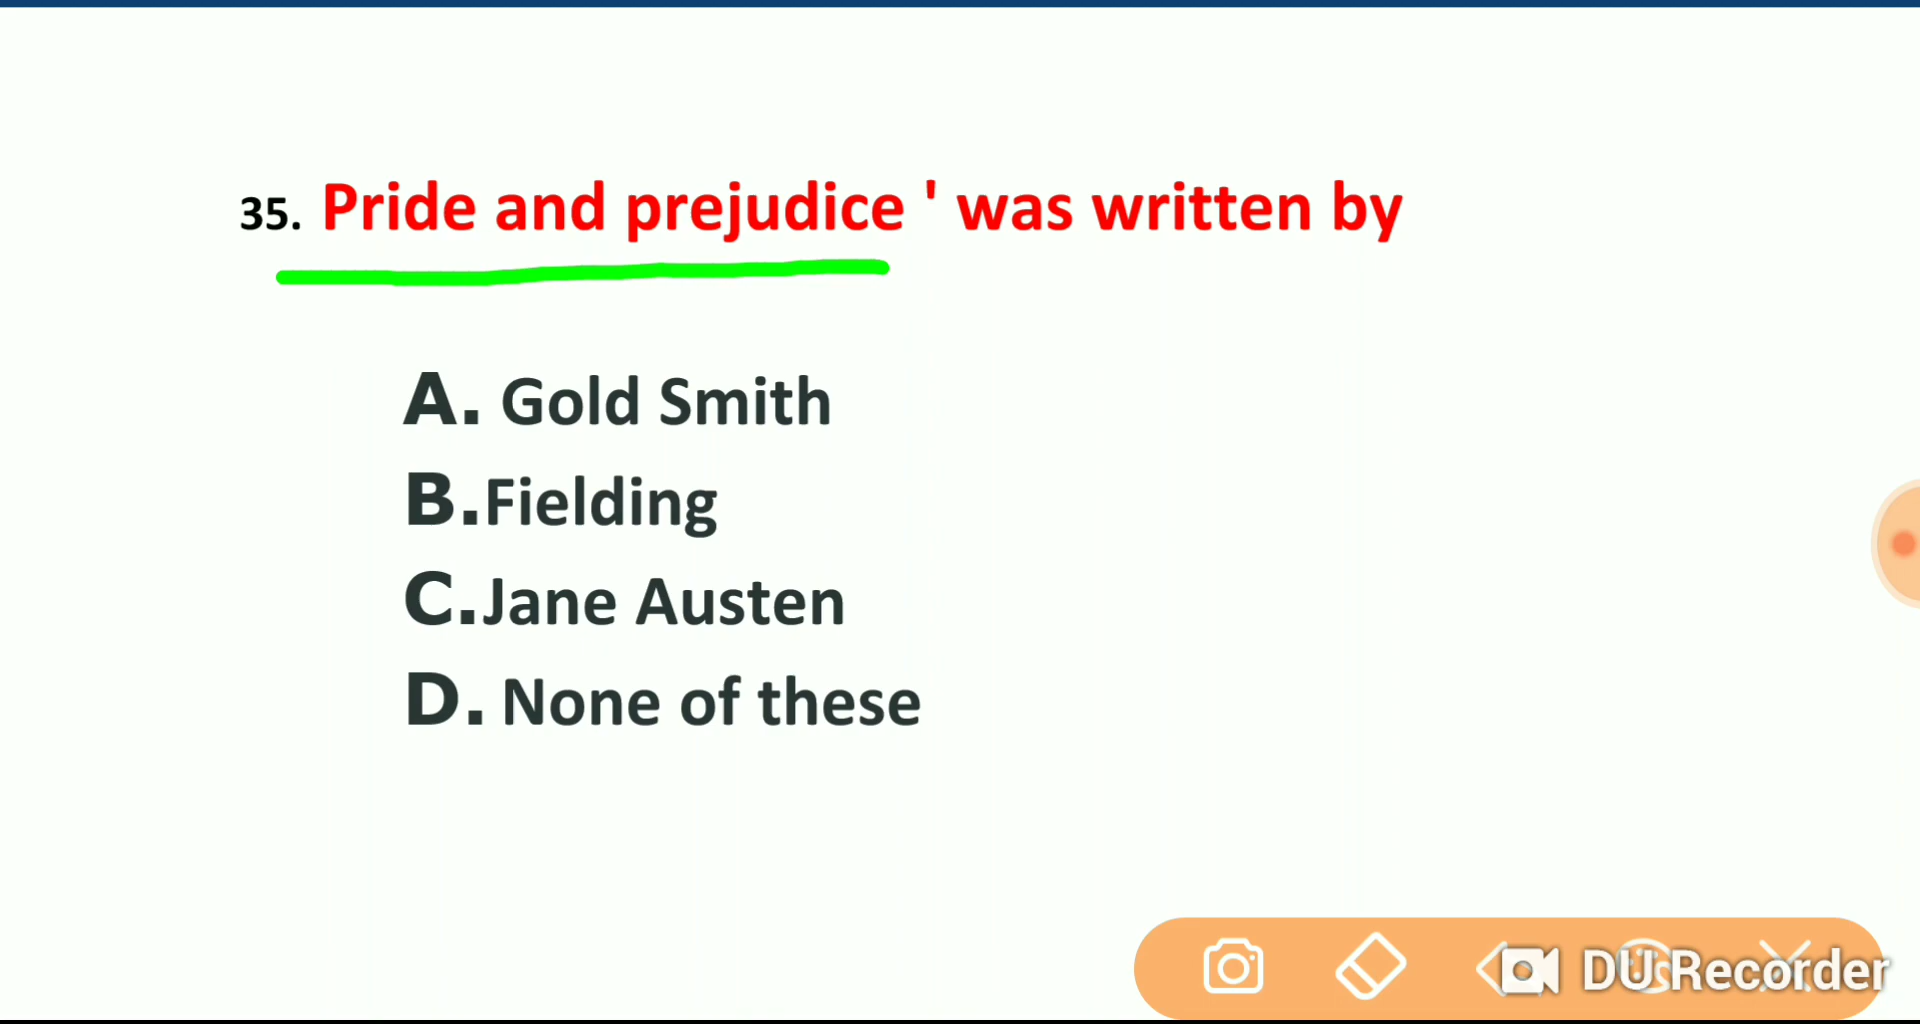 35. Pride and prejudice ' was written by
A. Gold Smith
B.Fielding
C.Jane Austen
D. None of these
DU Recorder